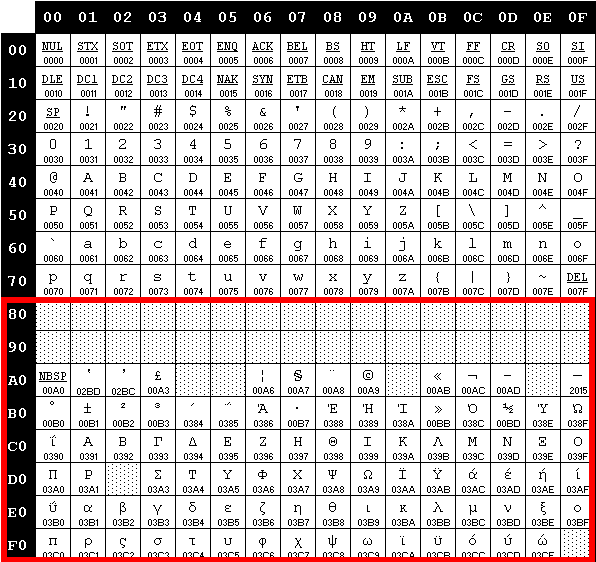 00 01 02 03 04 05 06 07 08 09 0A 0B 0C 0D 0E 0F
00 NUL STX SOT ETX EOT ENQ ACK BEL BS HT LF VT FF CR SO SI
0000 0001 0002 0003 0004 0005 0006 0007 0008 0009 000A 000B 000C 000D 000E 000F
10 DLE DC1 DC2 DC3 DC4 NAK SYN ETB CAN EM SUB ESC FS GS RS US
0010 0011 0012 0013 0014 0015 0016 0017 0018 0019 001A 001B 001C 001D 001E 001F
20 SP ! " # $ % & ' ( ) * + , - . /
0020 0021 0022 0023 0024 0025 0026 0027 0028 0029 002A 002B 002C 002D 002E 002F
30 0 1 2 3 4 5 6 7 8 9 : ; < = > ?
0030 0031 0032 0033 0034 0035 0036 0037 0038 0039 003A 003B 003C 003D 003E 003F
40 @ A B C D E F G H I J K L M N O
0040 0041 0042 0043 0044 0045 0046 0047 0048 0049 004A 004B 004C 004D 004E 004F
50 P Q R S T U V W X Y Z [ \ ] ^ _
0050 0051 0052 0053 0054 0055 0056 0057 0058 0059 005A 005B 005C 005D 005E 005F
60 ` a b c d e f g h i j k l m n o
0060 0061 0062 0063 0064 0065 0066 0067 0068 0069 006A 006B 006C 006D 006E 006F
70 p q r s t u v w x y z { | } ~ DEL
0070 0071 0072 0073 0074 0075 0076 0077 0078 0079 007A 007B 007C 007D 007E 007F
80
90
A0 NBSP ʽ ʼ £ ¦ § ¨ © « ¬ - ―
00A0 02BD 02BC 00A3 00A6 00A7 00A8 00A9 00AB 00AC 00AD 2015
B0 ° ± ² ³ ΄ ΅ Ά · Έ Ή Ί » Ό ½ Ύ Ώ
00B0 00B1 00B2 00B3 0384 0385 0386 00B7 0388 0389 038A 00BB 038C 00BD 038E 038F
C0 ΐ Α Β Γ Δ Ε Ζ Η Θ Ι Κ Λ Μ Ν Ξ Ο
0390 0391 0392 0393 0394 0395 0396 0397 0398 0399 039A 039B 039C 039D 039E 039F
D0 Π Ρ Σ Τ Υ Φ Χ Ψ Ω Ϊ Ϋ ά έ ή ί
03A0 03A1 03A3 03A4 03A5 03A6 03A7 03A8 03A9 03AA 03AB 03AC 03AD 03AE 03AF
E0 ΰ α β γ δ ε ζ η θ ι κ λ μ ν ξ ο
03B0 03B1 03B2 03B3 03B4 03B5 03B6 03B7 03B8 03B9 03BA 03BB 03BC 03BD 03BE 03BF
F0 π ρ ς σ τ υ φ χ ψ ω ϊ ϋ ό ύ ώ
03C0 03C1 03C2 03C3 03C4 03C5 03C6 03C7 03C8 03C9 03CA 03CB 03CC 03CD 03CE